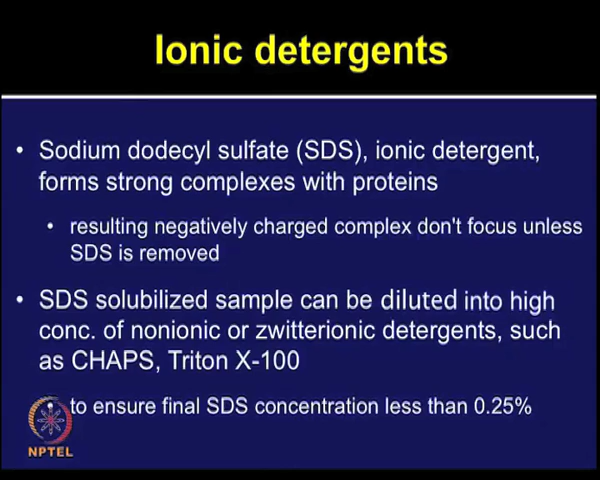 Ionic detergents
• Sodium dodecyl sulfate (SDS), ionic detergent,
forms strong complexes with proteins
• resulting negatively charged complex don't focus unless
SDS is removed
• SDS solubilized sample can be diluted into high
conc. of nonionic or zwitterionic detergents, such
as CHAPS, Triton X-100
to ensure final SDS concentration less than 0.25%
NPTEL